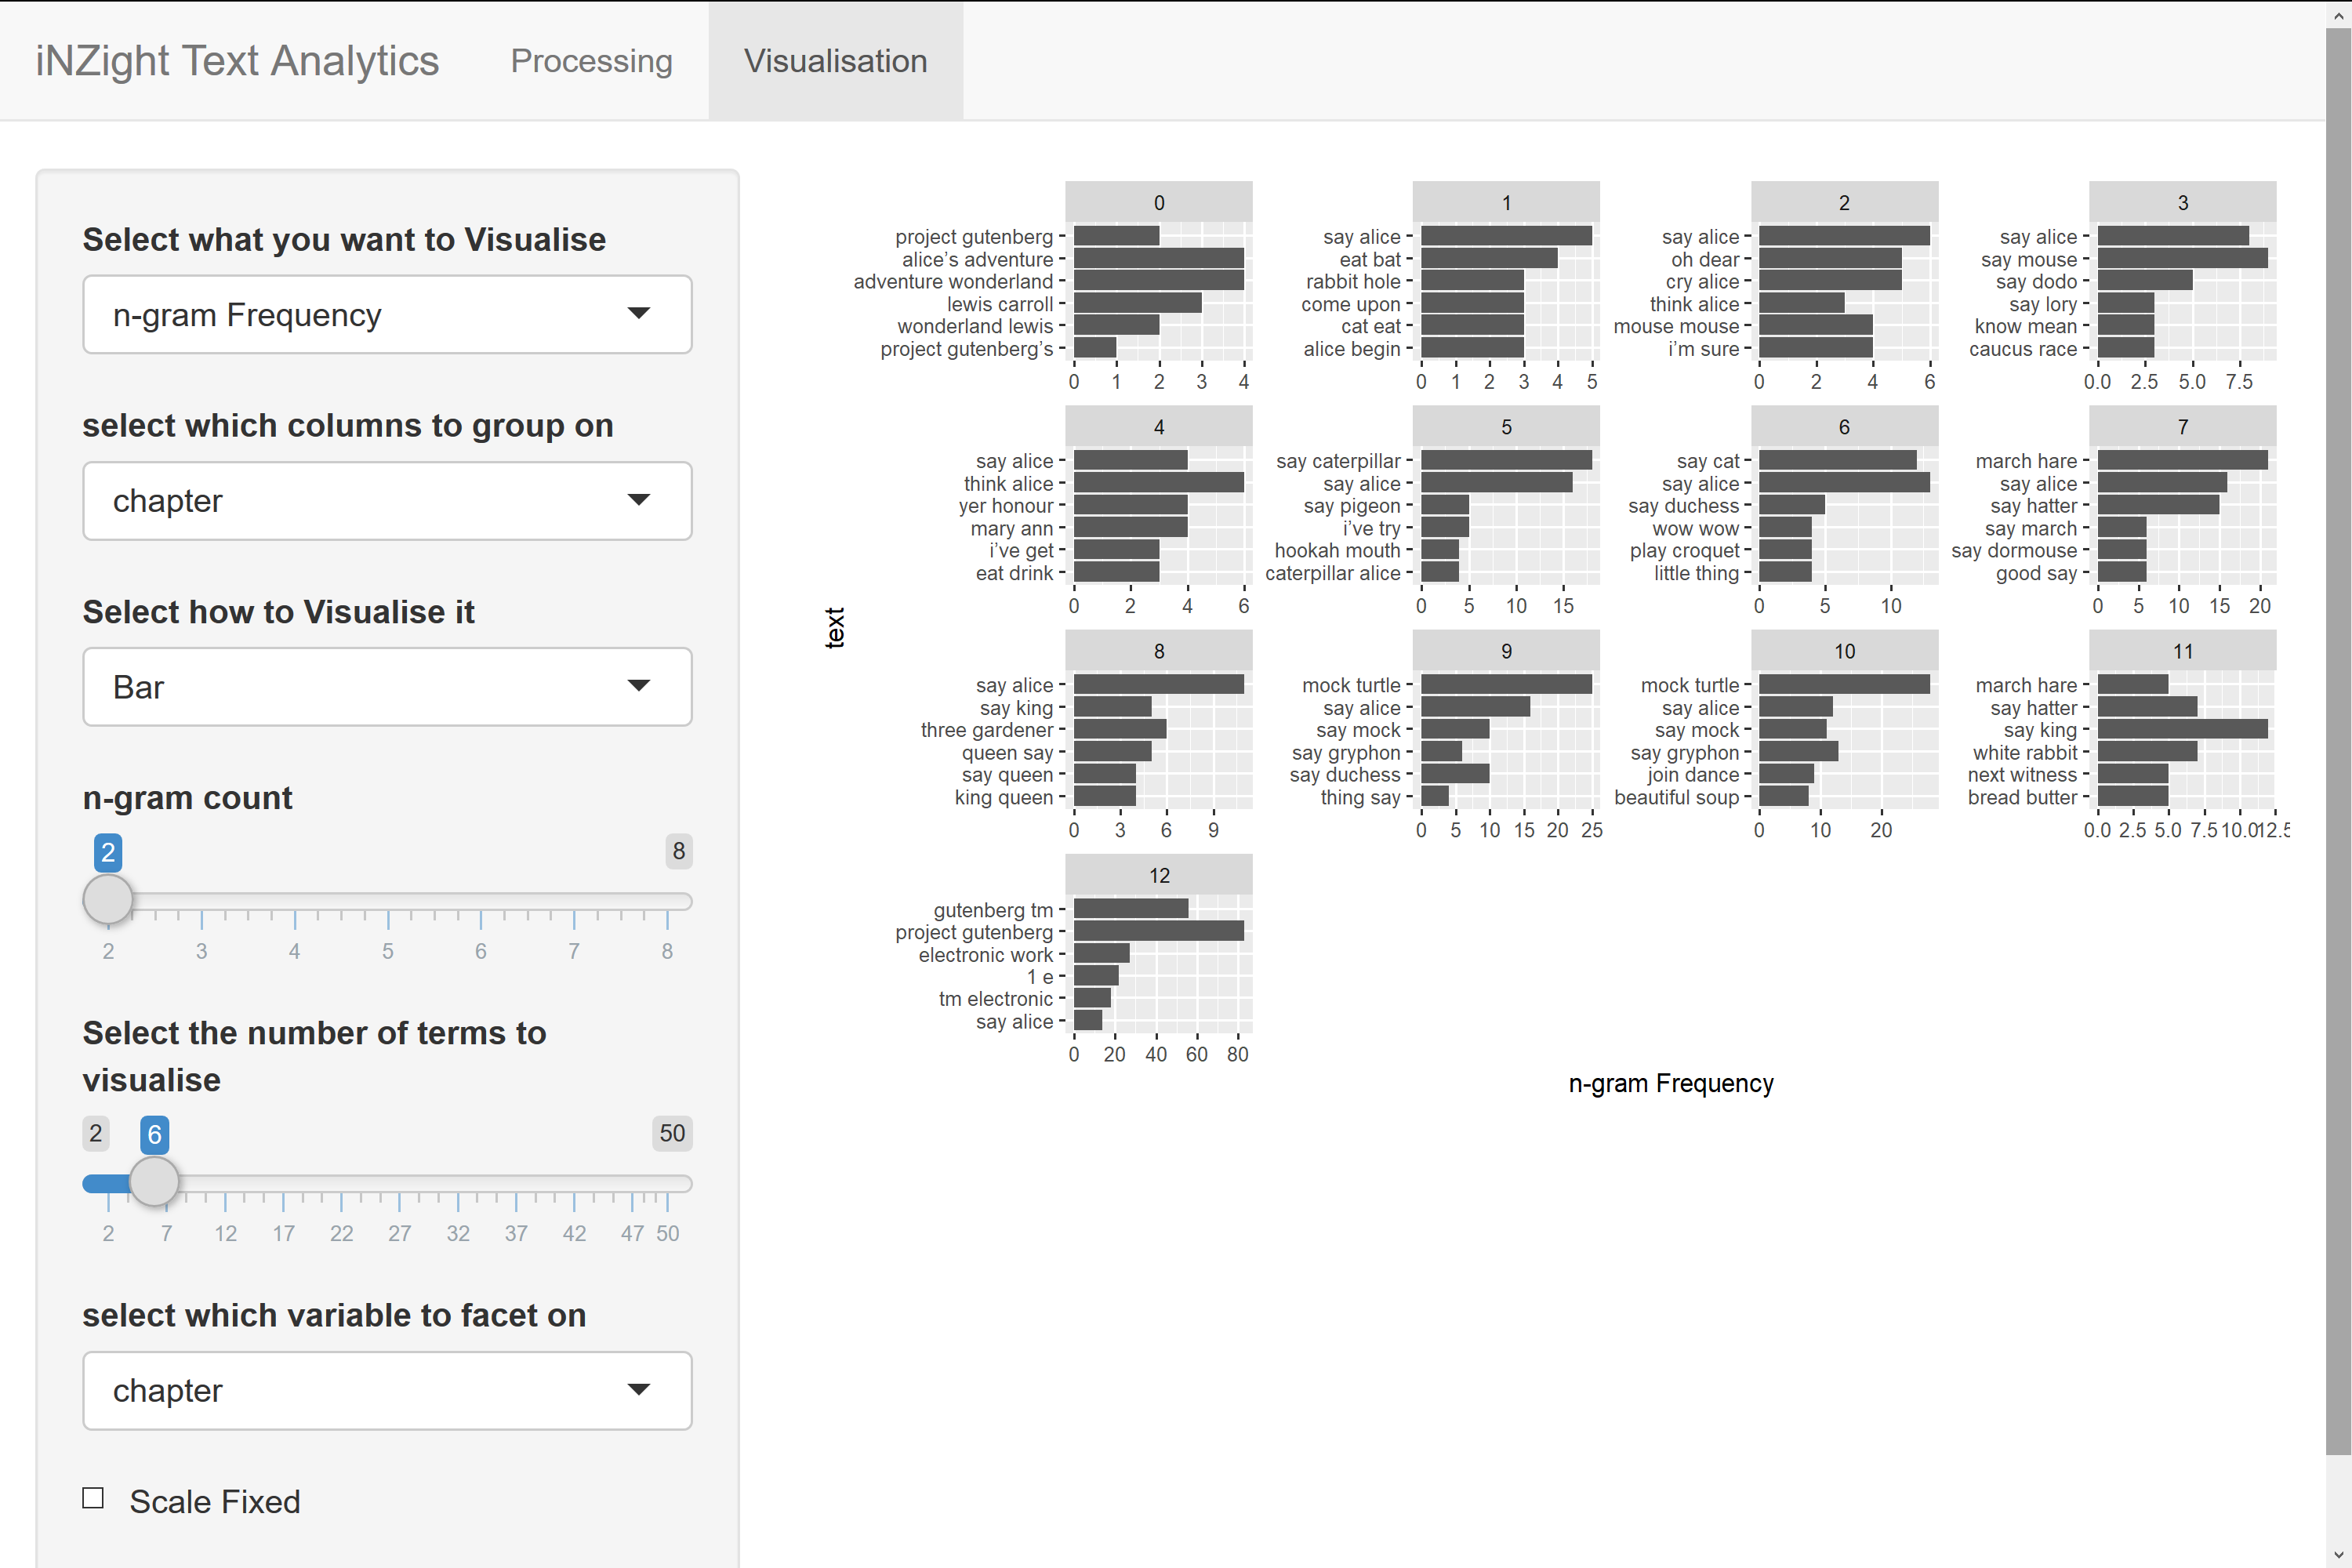 iNZight Text Analytics
Processing
Visualisation
Select what you want to Visualise
n-gram Frequency
select which columns to group on
chapter
Select how to Visualise it
Bar
n-gram count
2 8
2 3 4 5 6 7 8
Select the number of terms to
visualise
2 6 50
2 7 12 17 22 27 32 37 42 47 50
select which variable to facet on
chapter
Scale Fixed
text
0
project gutenberg
alice’s adventure
adventure wonderland
lewis carroll
wonderland lewis
project gutenberg’s
0 1 2 3 4
1
say alice
eat bat
rabbit hole
come upon
cat eat
alice begin
0 1 2 3 4 5
2
say alice
oh dear
cry alice
think alice
mouse mouse
i’m sure
0 2 4 6
3
say alice
say mouse
say dodo
say lory
know mean
caucus race
0.0 2.5 5.0 7.5
4
say alice
think alice
yer honour
mary ann
i’ve get
eat drink
0 2 4 6
5
say caterpillar
say alice
say pigeon
i’ve try
hookah mouth
caterpillar alice
0 5 10 15
6
say cat
say alice
say duchess
wow wow
play croquet
little thing
0 5 10
7
march hare
say alice
say hatter
say march
say dormouse
good say
0 5 10 15 20
8
say alice
say king
three gardener
queen say
say queen
king queen
0 3 6 9
9
mock turtle
say alice
say mock
say gryphon
say duchess
thing say
0 5 10 15 20 25
10
mock turtle
say alice
say mock
say gryphon
join dance
beautiful soup
0 10 20
11
march hare
say hatter
say king
white rabbit
next witness
bread butter
0.0 2.5 5.0 7.5 10.0 12.5
12
gutenberg tm
project gutenberg
electronic work
1 e
tm electronic
say alice
0 20 40 60 80
n-gram Frequency